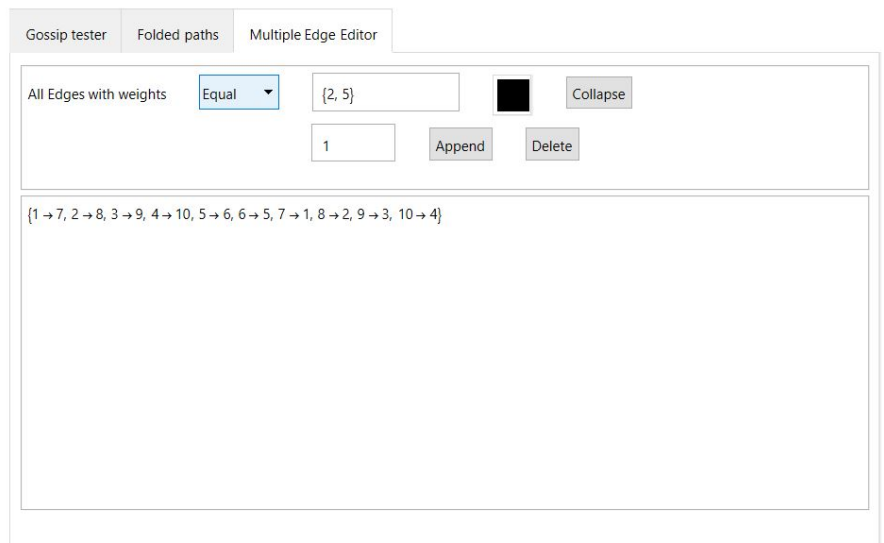 Gossip tester Folded paths Multiple Edge Editor
All Edges with weights Equal {2, 5} Collapse
1 Append Delete
{1→7, 2→8, 3→9, 4→10, 5→6, 6→5, 7→1, 8→2, 9→3, 10→4}